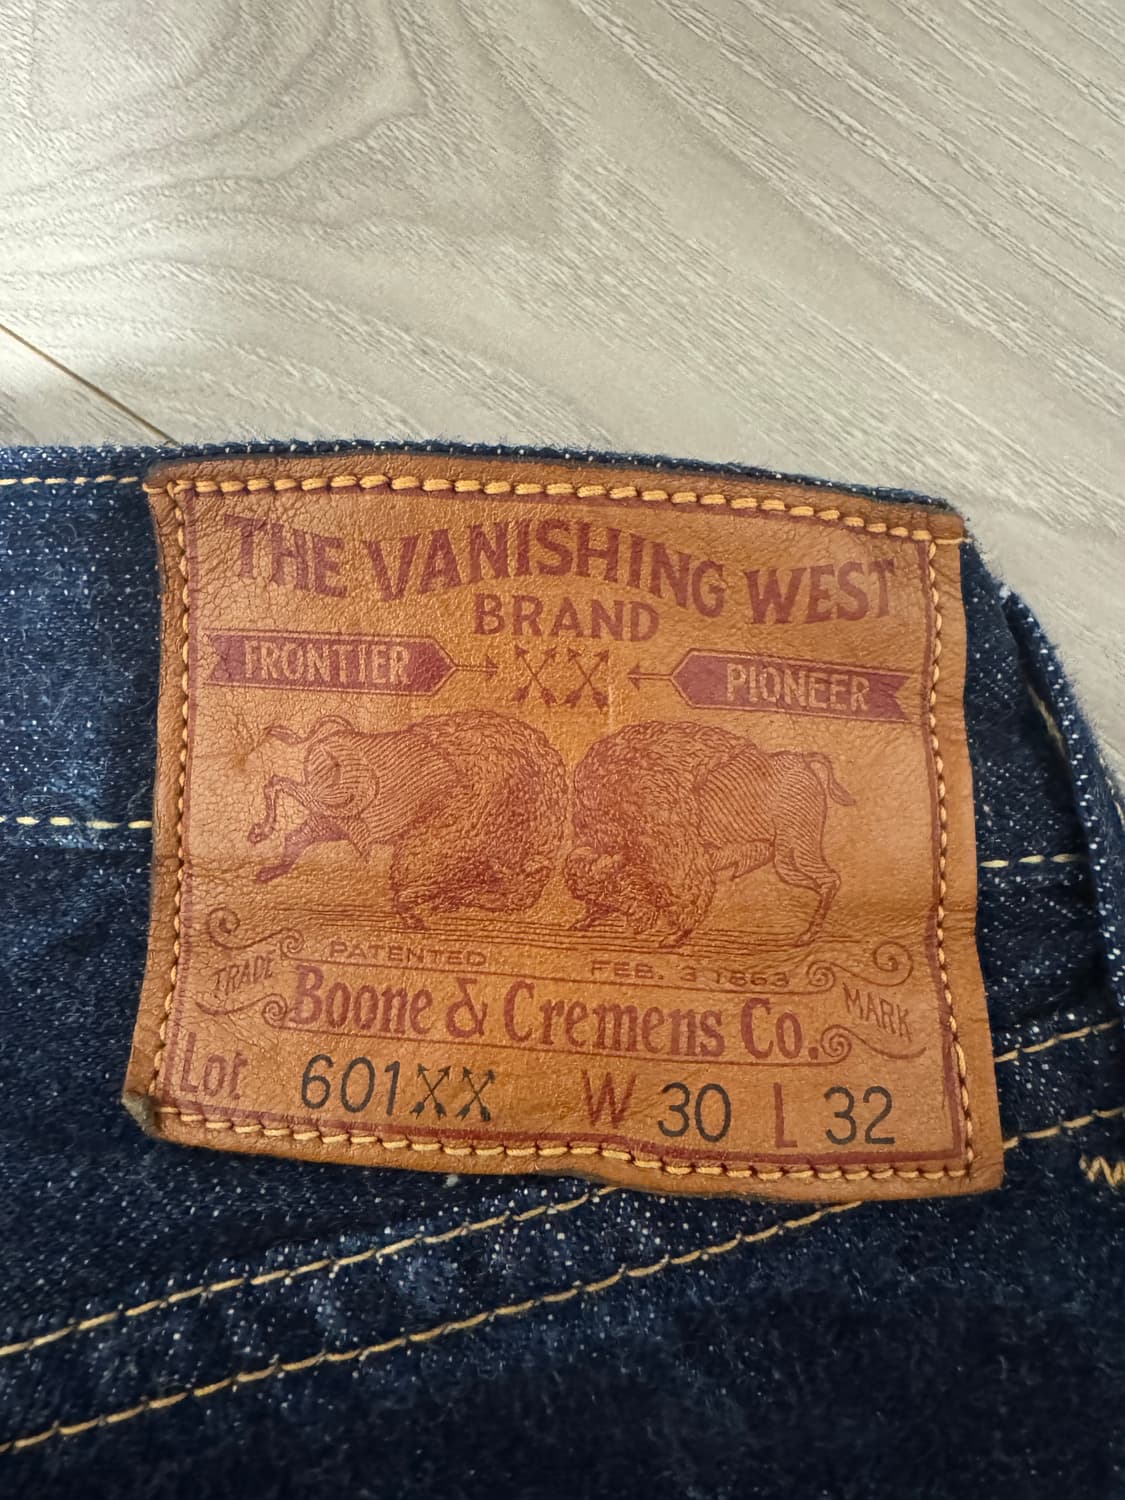 THE VANISHING WEST
BRAND
FRONTIER XX PIONEER
PATENTED FEB. 3 1863
TRADE Boone & Cremens Co. MARK
Lot 601XX W 30 L 32